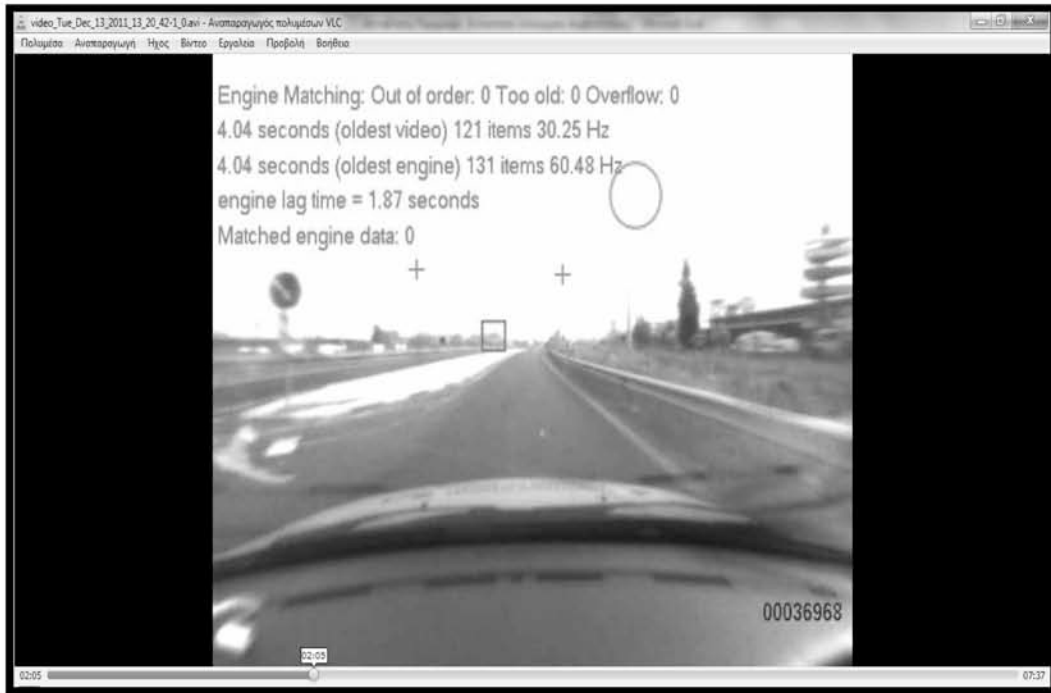 video_Tue_Dec_13_2011_13_20_42-1_0.avi - Αναπαραγωγός πολυμέσων VLC
Πολυμέσα Αναπαραγωγή Ήχος Βίντεο Εργαλεία Προβολή Βοήθεια
Engine Matching: Out of order: 0 Too old: 0 Overflow: 0
4.04 seconds (oldest video) 121 items 30.25 Hz
4.04 seconds (oldest engine) 131 items 60.48 Hz
engine lag time = 1.87 seconds
Matched engine data: 0
00036968
02:05
02:05
07:37